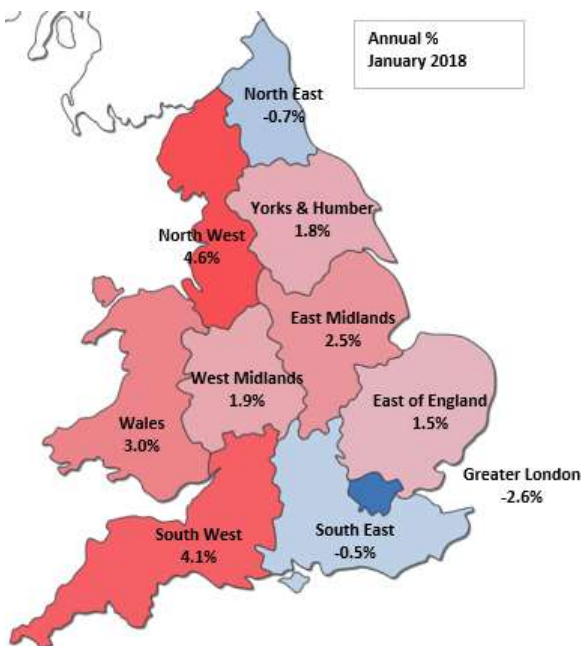 Annual %
January 2018
North East
-0.7%
Yorks & Humber
1.8%
North West
4.6%
East Midlands
2.5%
West Midlands
1.9%
East of England
1.5%
Wales
3.0%
Greater London
-2.6%
South West
4.1%
South East
-0.5%